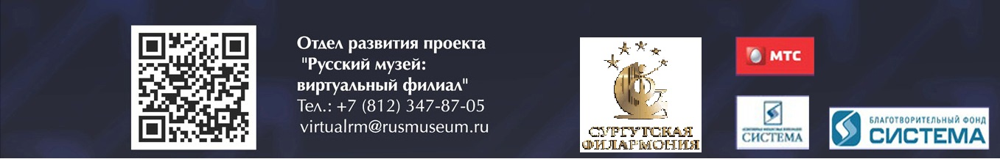 Отдел развития проекта
"Русский музей:
виртуальный филиал"
Тел.: +7 (812) 347-87-05
virtualrm@rusmuseum.ru
СУРГУТСКАЯ
ФИЛАРМОНИЯ
МТС
СИСТЕМА
БЛАГОТВОРИТЕЛЬНЫЙ ФОНД
СИСТЕМА